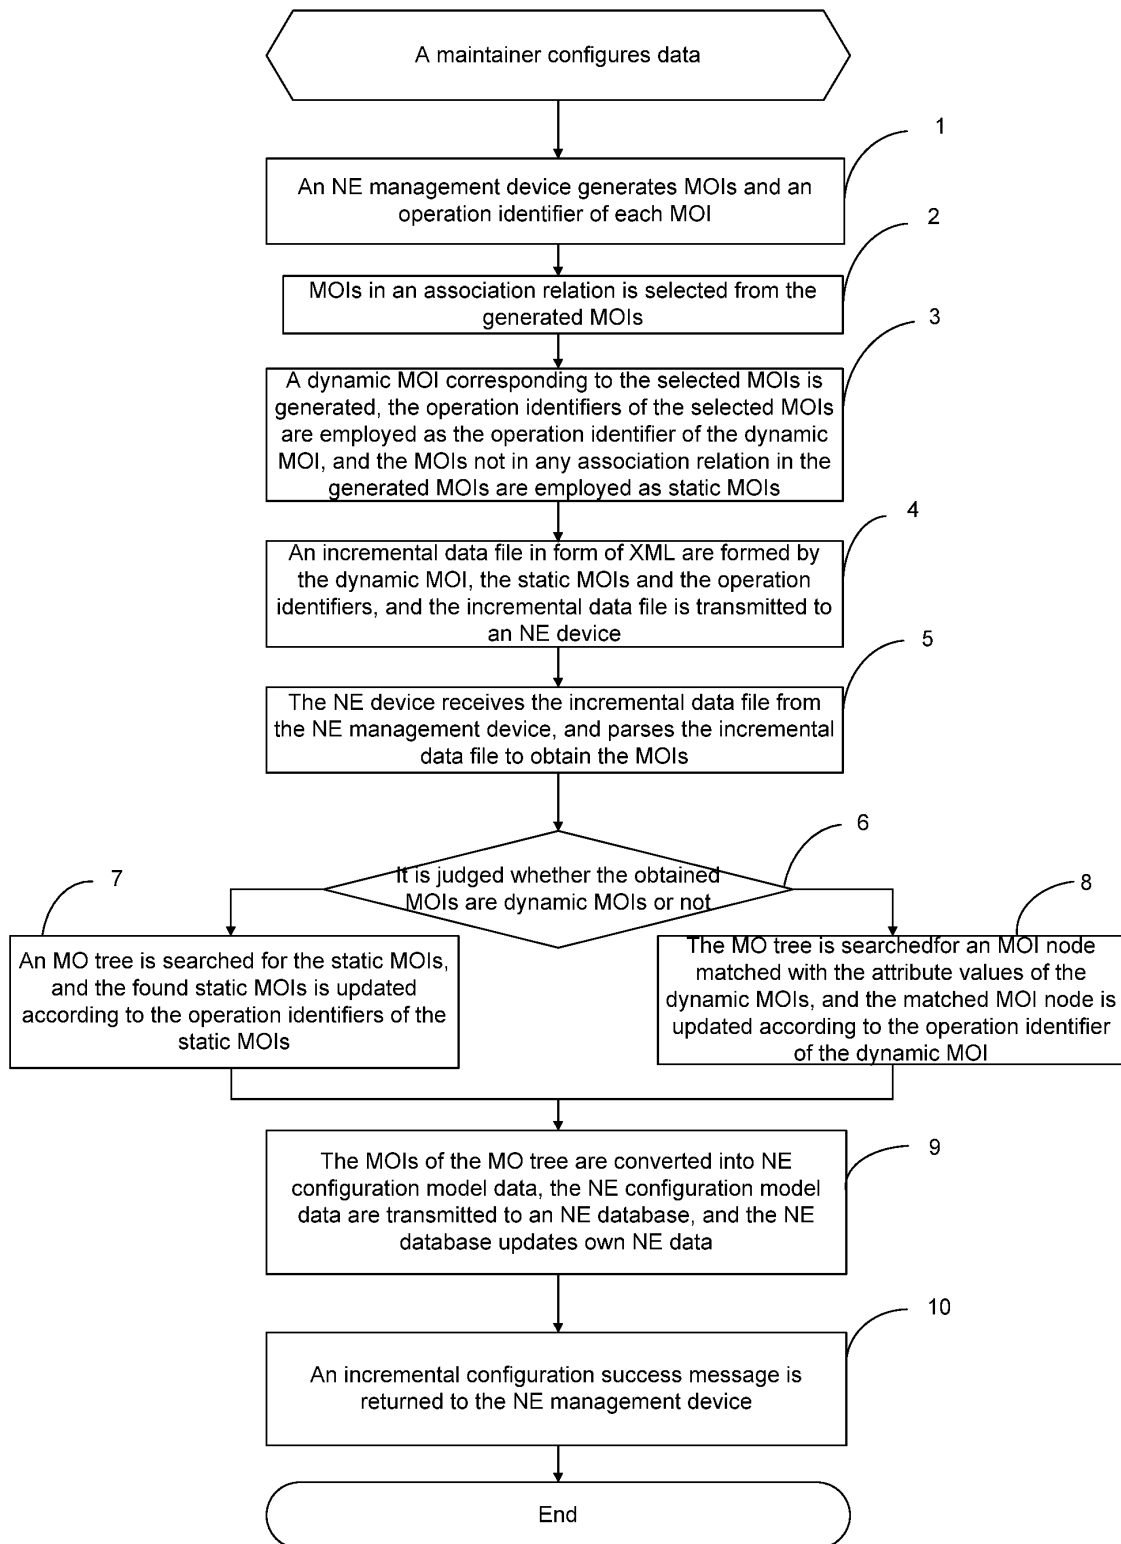 A maintainer configures data
1
An NE management device generates MOIs and an
operation identifier of each MOI
2
MOIs in an association relation is selected from the
generated MOIs
3
A dynamic MOI corresponding to the selected MOIs is
generated, the operation identifiers of the selected MOIs
are employed as the operation identifier of the dynamic
MOI, and the MOIs not in any association relation in the
generated MOIs are employed as static MOIs
4
An incremental data file in form of XML are formed by
the dynamic MOI, the static MOIs and the operation
identifiers, and the incremental data file is transmitted to
an NE device
5
The NE device receives the incremental data file from
the NE management device, and parses the incremental
data file to obtain the MOIs
6
It is judged whether the obtained
MOIs are dynamic MOIs or not
7
An MO tree is searched for the static MOIs,
and the found static MOIs is updated
according to the operation identifiers of the
static MOIs
8
The MO tree is searchedfor an MOI node
matched with the attribute values of the
dynamic MOIs, and the matched MOI node is
updated according to the operation identifier
of the dynamic MOI
9
The MOIs of the MO tree are converted into NE
configuration model data, the NE configuration model
data are transmitted to an NE database, and the NE
database updates own NE data
10
An incremental configuration success message is
returned to the NE management device
End